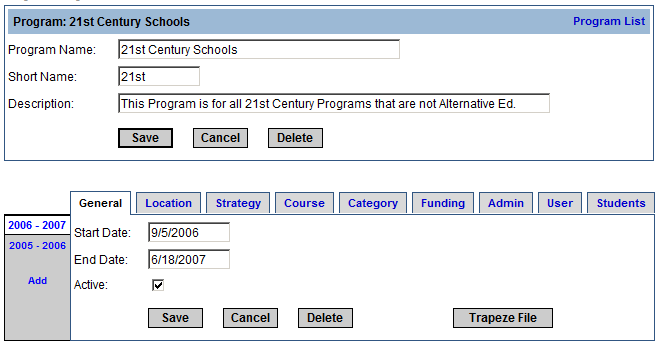 Program: 21st Century Schools Program List
Program Name: 21st Century Schools
Short Name: 21st
Description: This Program is for all 21st Century Programs that are not Alternative Ed.
Save Cancel Delete
General Location Strategy Course Category Funding Admin User Students
2006 - 2007
2005 - 2006
Add
Start Date: 9/5/2006
End Date: 6/18/2007
Active:
Save Cancel Delete Trapeze File